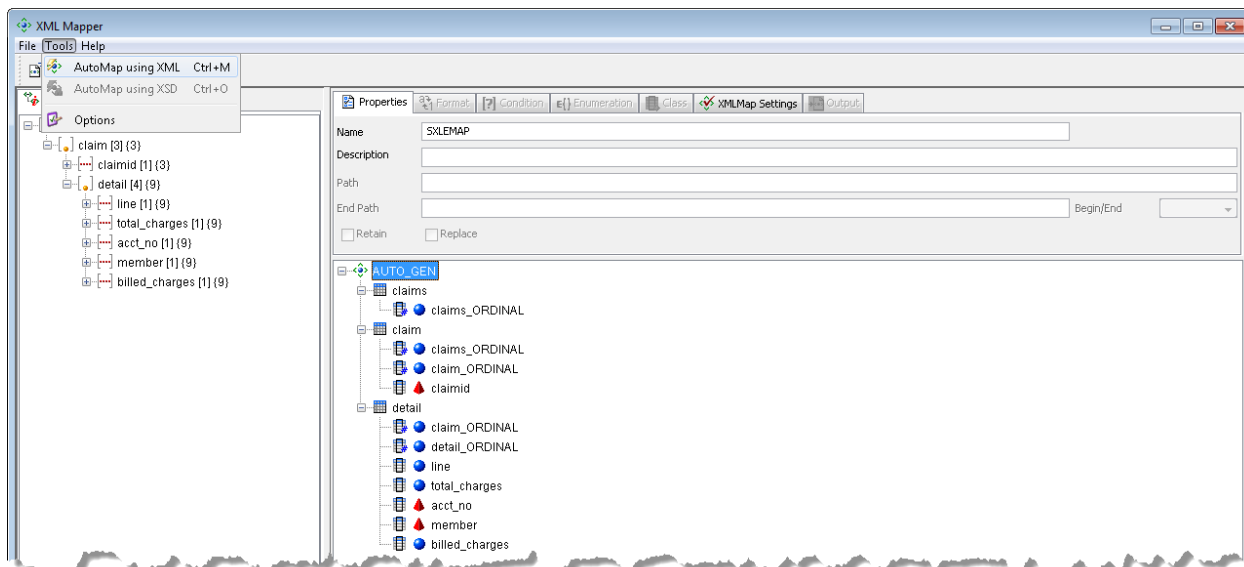 XML Mapper
File Tools Help
AutoMap using XML Ctrl+M
AutoMap using XSD Ctrl+O
Options
claim [3] {3}
claimid [1] {3}
detail [4] {9}
line [1] {9}
total_charges [1] {9}
acct_no [1] {9}
member [1] {9}
billed_charges [1] {9}
Properties Format [?] Condition E{} Enumeration Class XMLMap Settings Output
Name SXLEMAP
Description
Path
End Path Begin/End
Retain Replace
AUTO_GEN
claims
claims_ORDINAL
claim
claims_ORDINAL
claim_ORDINAL
claimid
detail
claim_ORDINAL
detail_ORDINAL
line
total_charges
acct_no
member
billed_charges